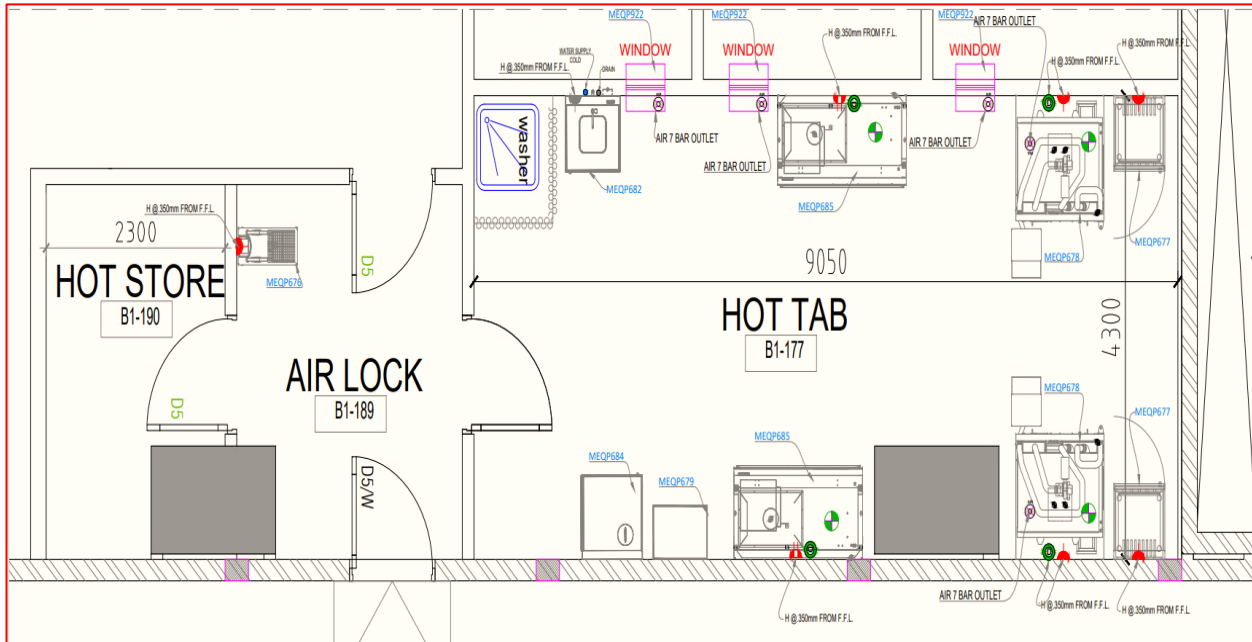 MEQP922
MEQP922
MEQP922
AIR 7 BAR OUTLET
H @.350mm FROM F.F.L.
H @.350mm FROM F.F.L.
H @.350mm FROM F.F.L.
WINDOW
WINDOW
WINDOW
WATER SUPPLY
COLD
DRAIN
H @.350mm FROM F.F.L.
washer
AIR 7 BAR OUTLET
AIR 7 BAR OUTLET
AIR 7 BAR OUTLET
MEQP682
MEQP685
MEQP678
MEQP677
H @.350mm FROM F.F.L.
2300
HOT STORE
B1-190
MEQP676
D5
9050
HOT TAB
B1-177
4300
AIR LOCK
B1-189
D5
D5/W
MEQP678
MEQP677
MEQP685
MEQP684
MEQP679
AIR 7 BAR OUTLET
H @.350mm FROM F.F.L.
H @.350mm FROM F.F.L.
H @.350mm FROM F.F.L.